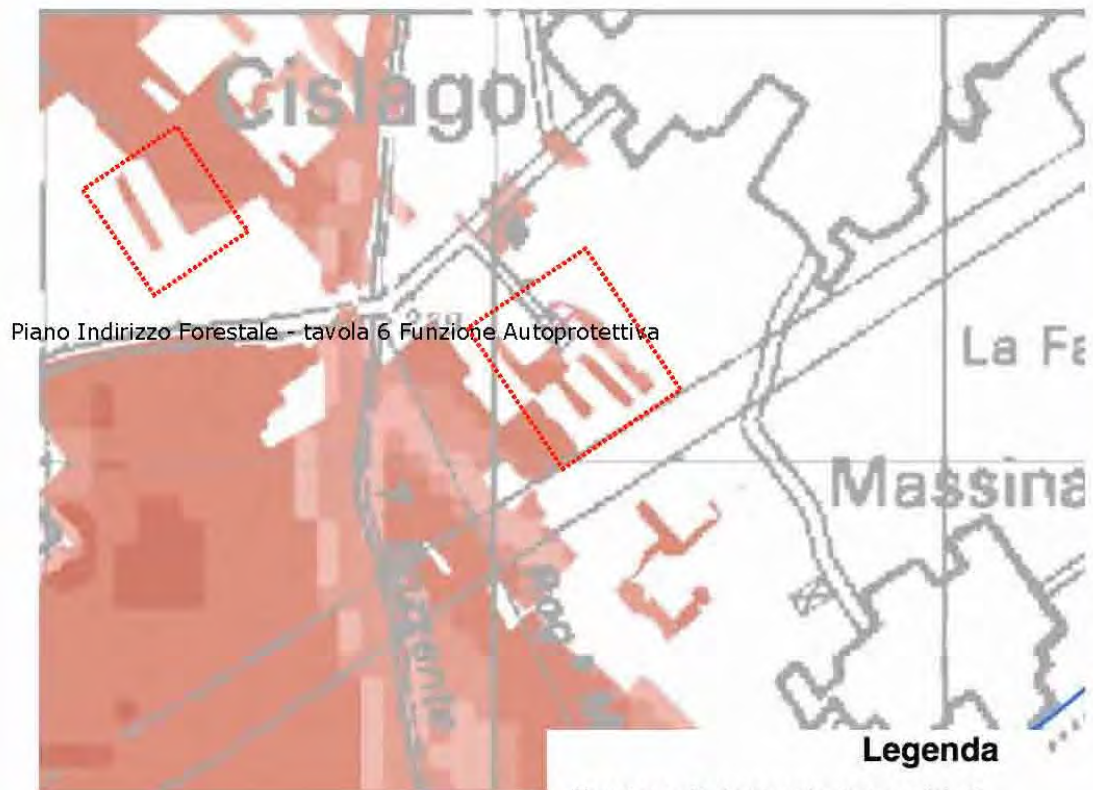 Cislago
Piano Indirizzo Forestale - tavola 6 Funzione Autoprotettiva
La Fa
Massina
Legenda